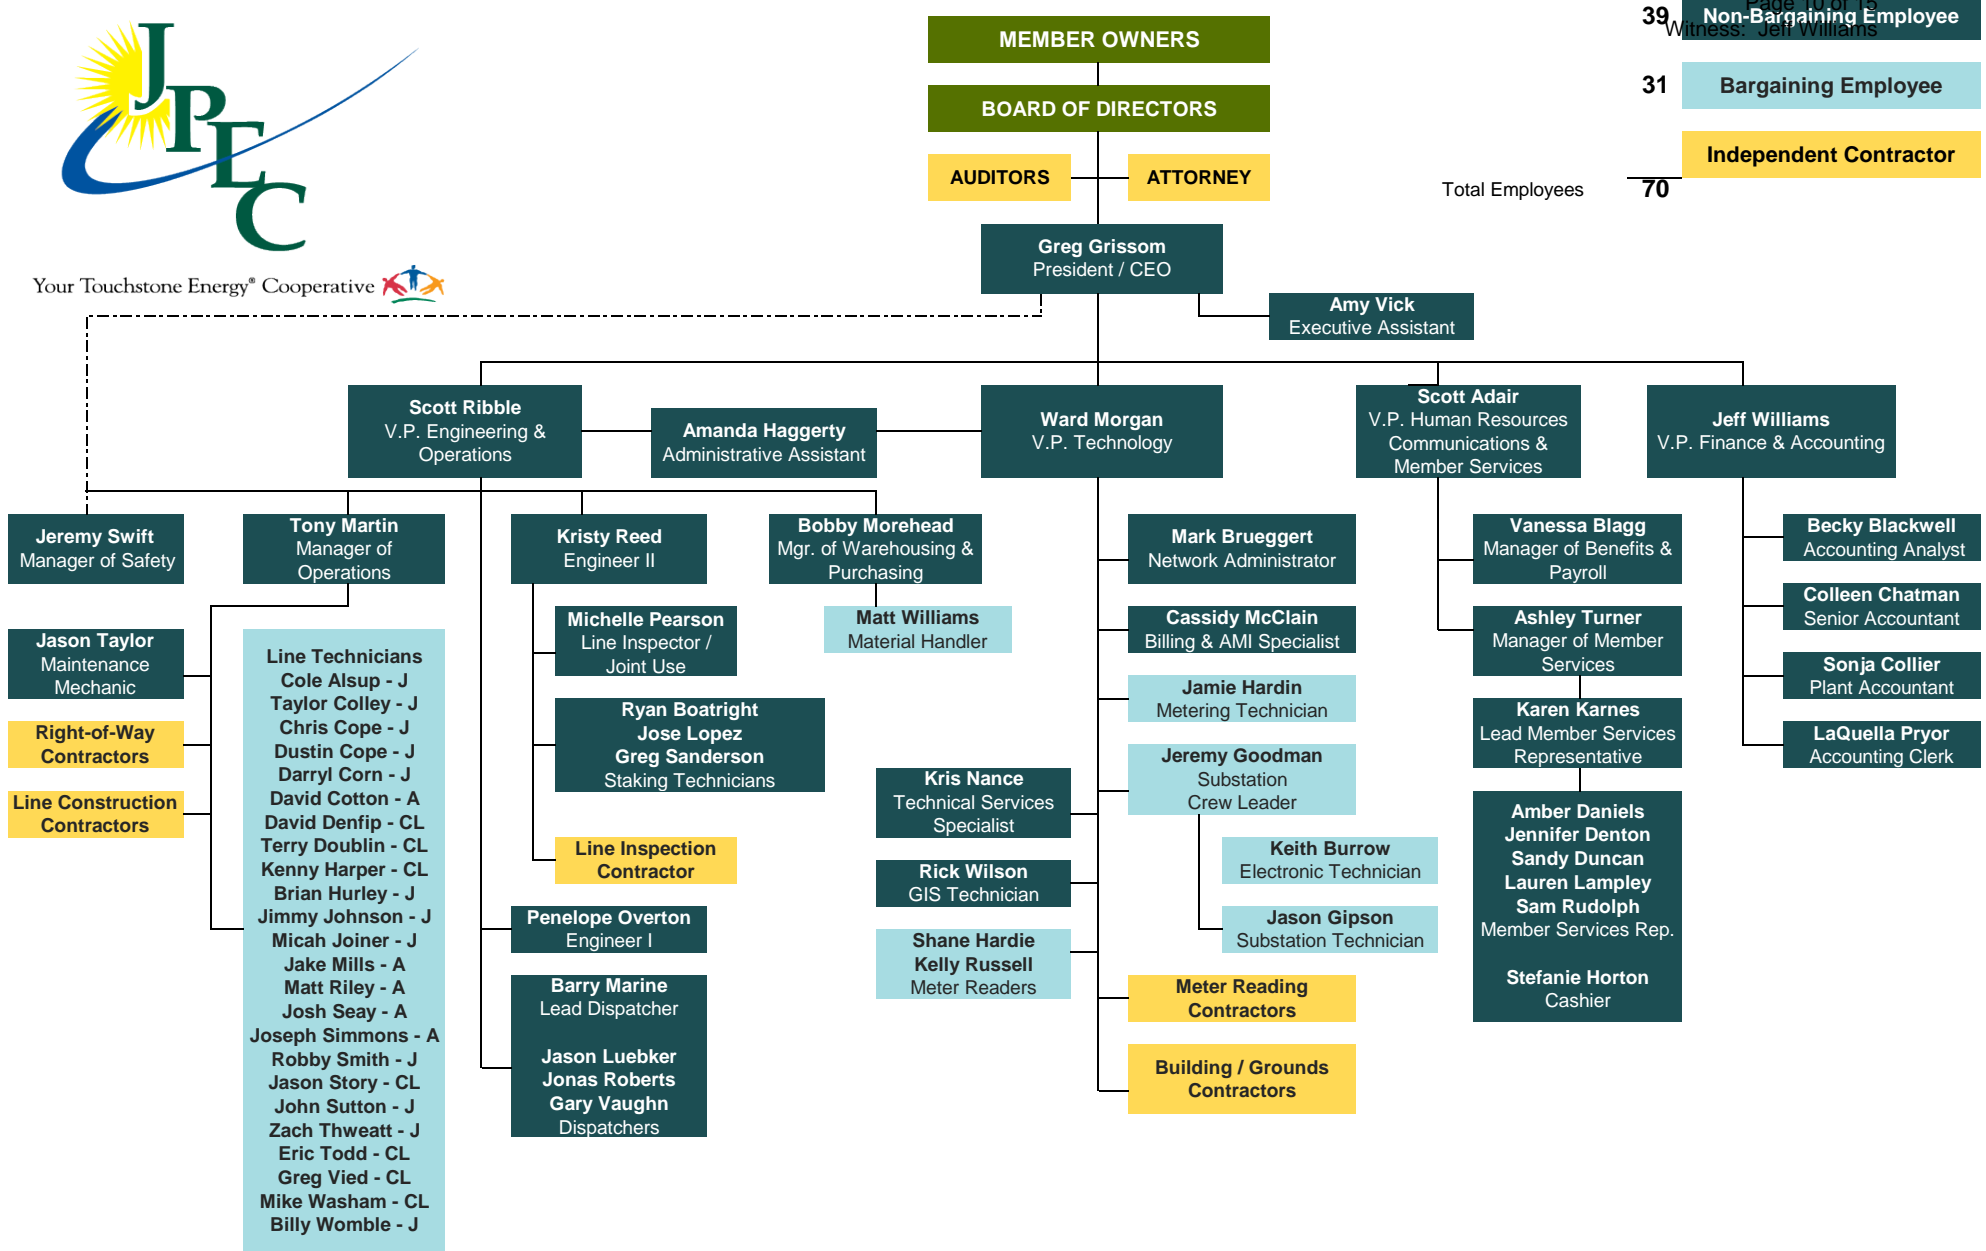 JPEC
Your Touchstone Energy® Cooperative
Page 10 of 15
Witness: Jeff Williams
39 Non-Bargaining Employee
31 Bargaining Employee
Independent Contractor
Total Employees 70
MEMBER OWNERS
BOARD OF DIRECTORS
AUDITORS
ATTORNEY
Greg Grissom
President / CEO
Amy Vick
Executive Assistant
Scott Ribble
V.P. Engineering &
Operations
Amanda Haggerty
Administrative Assistant
Ward Morgan
V.P. Technology
Scott Adair
V.P. Human Resources
Communications &
Member Services
Jeff Williams
V.P. Finance & Accounting
Jeremy Swift
Manager of Safety
Tony Martin
Manager of
Operations
Kristy Reed
Engineer II
Bobby Morehead
Mgr. of Warehousing &
Purchasing
Matt Williams
Material Handler
Jason Taylor
Maintenance
Mechanic
Right-of-Way
Contractors
Line Construction
Contractors
Line Technicians
Cole Alsup - J
Taylor Colley - J
Chris Cope - J
Dustin Cope - J
Darryl Corn - J
David Cotton - A
David Denfip - CL
Terry Doublin - CL
Kenny Harper - CL
Brian Hurley - J
Jimmy Johnson - J
Micah Joiner - J
Jake Mills - A
Matt Riley - A
Josh Seay - A
Joseph Simmons - A
Robby Smith - J
Jason Story - CL
John Sutton - J
Zach Thweatt - J
Eric Todd - CL
Greg Vied - CL
Mike Washam - CL
Billy Womble - J
Michelle Pearson
Line Inspector /
Joint Use
Ryan Boatright
Jose Lopez
Greg Sanderson
Staking Technicians
Line Inspection
Contractor
Penelope Overton
Engineer I
Barry Marine
Lead Dispatcher
Jason Luebker
Jonas Roberts
Gary Vaughn
Dispatchers
Mark Brueggert
Network Administrator
Cassidy McClain
Billing & AMI Specialist
Jamie Hardin
Metering Technician
Jeremy Goodman
Substation
Crew Leader
Keith Burrow
Electronic Technician
Jason Gipson
Substation Technician
Kris Nance
Technical Services
Specialist
Rick Wilson
GIS Technician
Shane Hardie
Kelly Russell
Meter Readers
Meter Reading
Contractors
Building / Grounds
Contractors
Vanessa Blagg
Manager of Benefits &
Payroll
Ashley Turner
Manager of Member
Services
Karen Karnes
Lead Member Services
Representative
Amber Daniels
Jennifer Denton
Sandy Duncan
Lauren Lampley
Sam Rudolph
Member Services Rep.
Stefanie Horton
Cashier
Becky Blackwell
Accounting Analyst
Colleen Chatman
Senior Accountant
Sonja Collier
Plant Accountant
LaQuella Pryor
Accounting Clerk